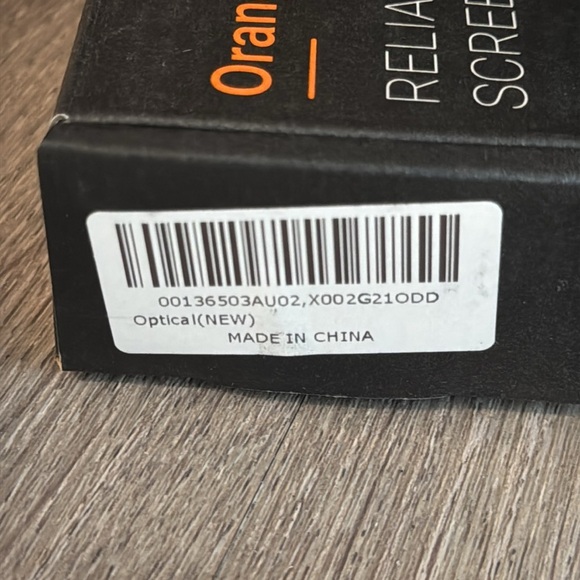 Oran
RELIA
SCREE
00136503AU02,X002G21ODD
Optical(NEW)
MADE IN CHINA